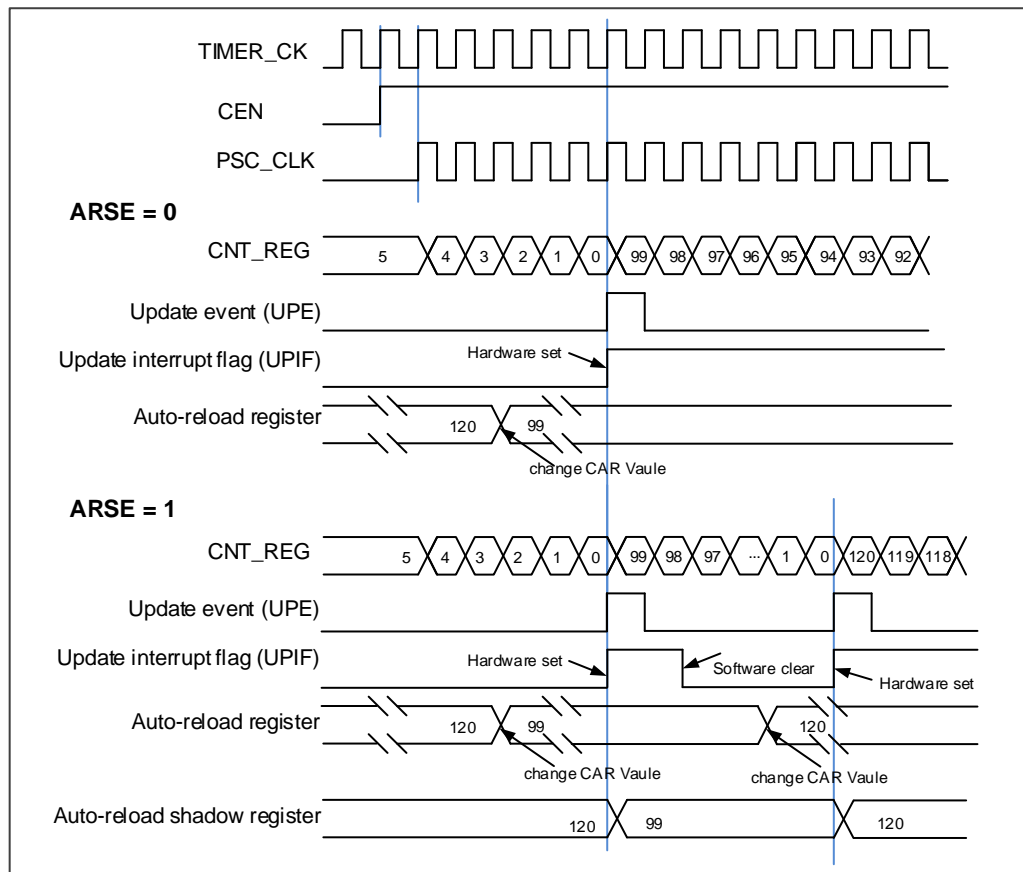 TIMER_CK
CEN
PSC_CLK
ARSE = 0
CNT_REG 5 4 3 2 1 0 99 98 97 96 95 94 93 92
Update event (UPE)
Update interrupt flag (UPIF) Hardware set
Auto-reload register 120 99
change CAR Vaule
ARSE = 1
CNT_REG 5 4 3 2 1 0 99 98 97 ... 1 0 120 119 118
Update event (UPE)
Update interrupt flag (UPIF) Hardware set Software clear Hardware set
Auto-reload register 120 99 120
change CAR Vaule change CAR Vaule
Auto-reload shadow register 120 99 120